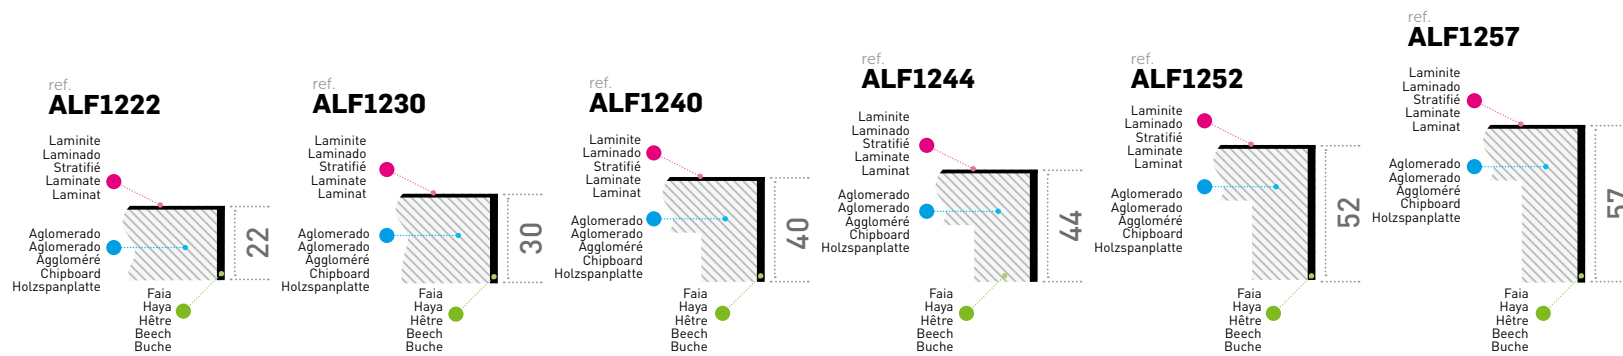 ref.
ALF1222
Laminite
Laminado
Stratifié
Laminate
Laminat
Aglomerado
Aglomerado
Aggloméré
Chipboard
Holzspanplatte
Faia
Haya
Hêtre
Beech
Buche
22
ref.
ALF1230
Laminite
Laminado
Stratifié
Laminate
Laminat
Aglomerado
Aglomerado
Aggloméré
Chipboard
Holzspanplatte
Faia
Haya
Hêtre
Beech
Buche
30
ref.
ALF1240
Laminite
Laminado
Stratifié
Laminate
Laminat
Aglomerado
Aglomerado
Aggloméré
Chipboard
Holzspanplatte
Faia
Haya
Hêtre
Beech
Buche
40
ref.
ALF1244
Laminite
Laminado
Stratifié
Laminate
Laminat
Aglomerado
Aglomerado
Aggloméré
Chipboard
Holzspanplatte
Faia
Haya
Hêtre
Beech
Buche
44
ref.
ALF1252
Laminite
Laminado
Stratifié
Laminate
Laminat
Aglomerado
Aglomerado
Aggloméré
Chipboard
Holzspanplatte
Faia
Haya
Hêtre
Beech
Buche
52
ref.
ALF1257
Laminite
Laminado
Stratifié
Laminate
Laminat
Aglomerado
Aglomerado
Aggloméré
Chipboard
Holzspanplatte
Faia
Haya
Hêtre
Beech
Buche
57